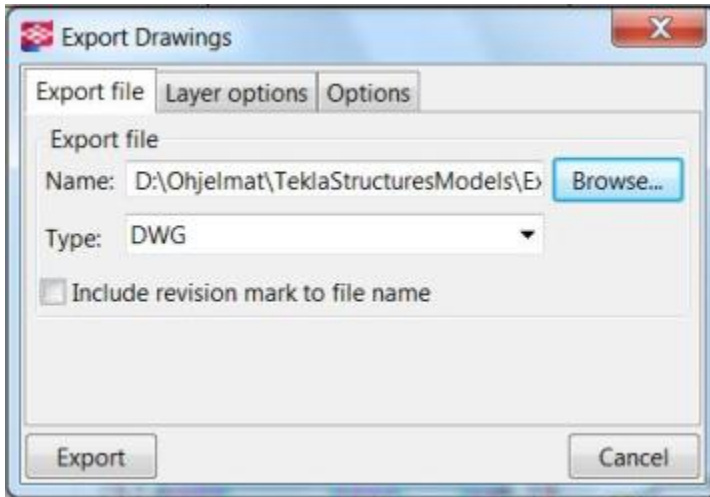 Export Drawings
Export file Layer options Options
Export file
Name: D:\Ohjelmat\TeklaStructuresModels\Ex Browse...
Type: DWG
Include revision mark to file name
Export Cancel